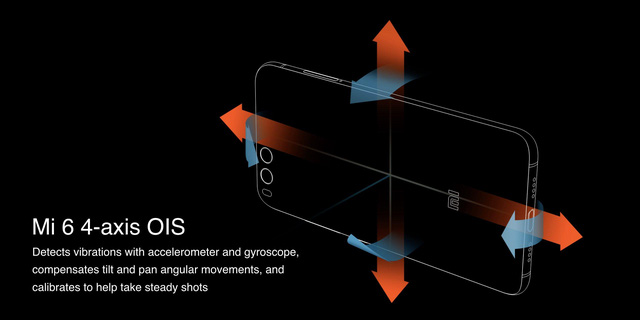 Mi 6 4-axis OIS
Detects vibrations with accelerometer and gyroscope,
compensates tilt and pan angular movements, and
calibrates to help take steady shots
mi